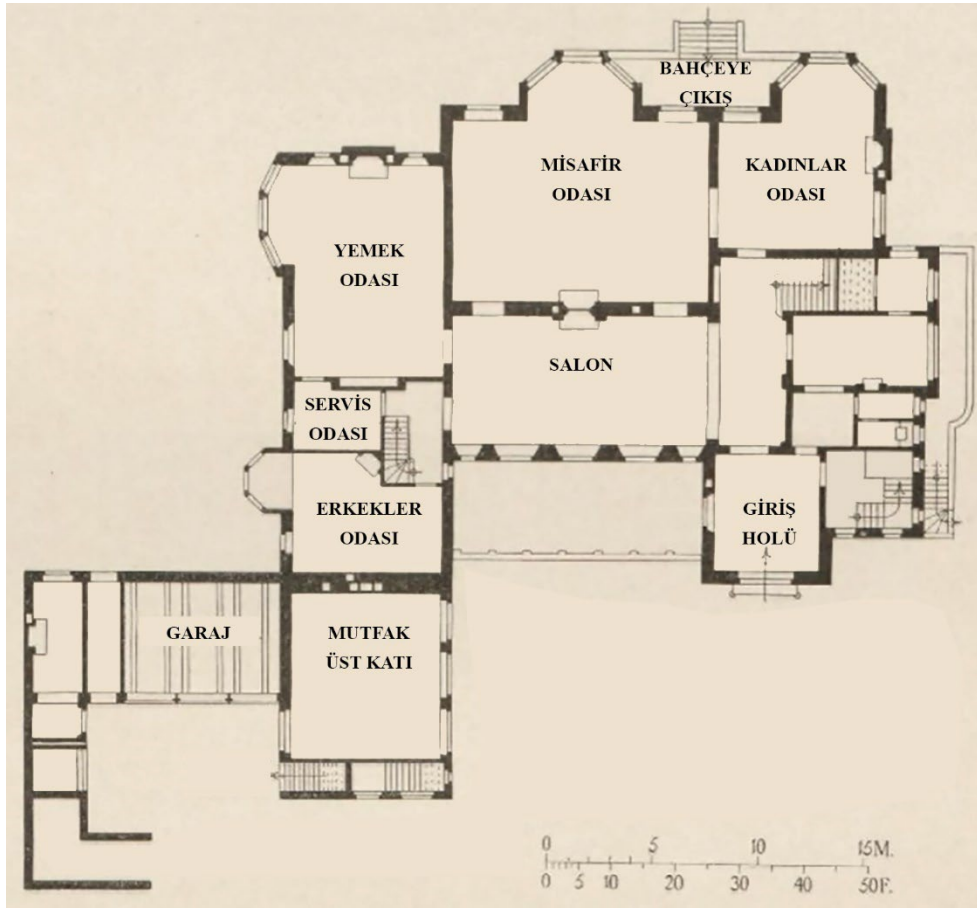 BAHÇEYE
ÇIKIŞ
MİSAFİR
ODASI
KADINLAR
ODASI
YEMEK
ODASI
SALON
SERVİS
ODASI
ERKEKLER
ODASI
GİRİŞ
HOLÜ
GARAJ
MUTFAK
ÜST KATI
0 5 10 15M.
0 5 10 20 30 40 50F.